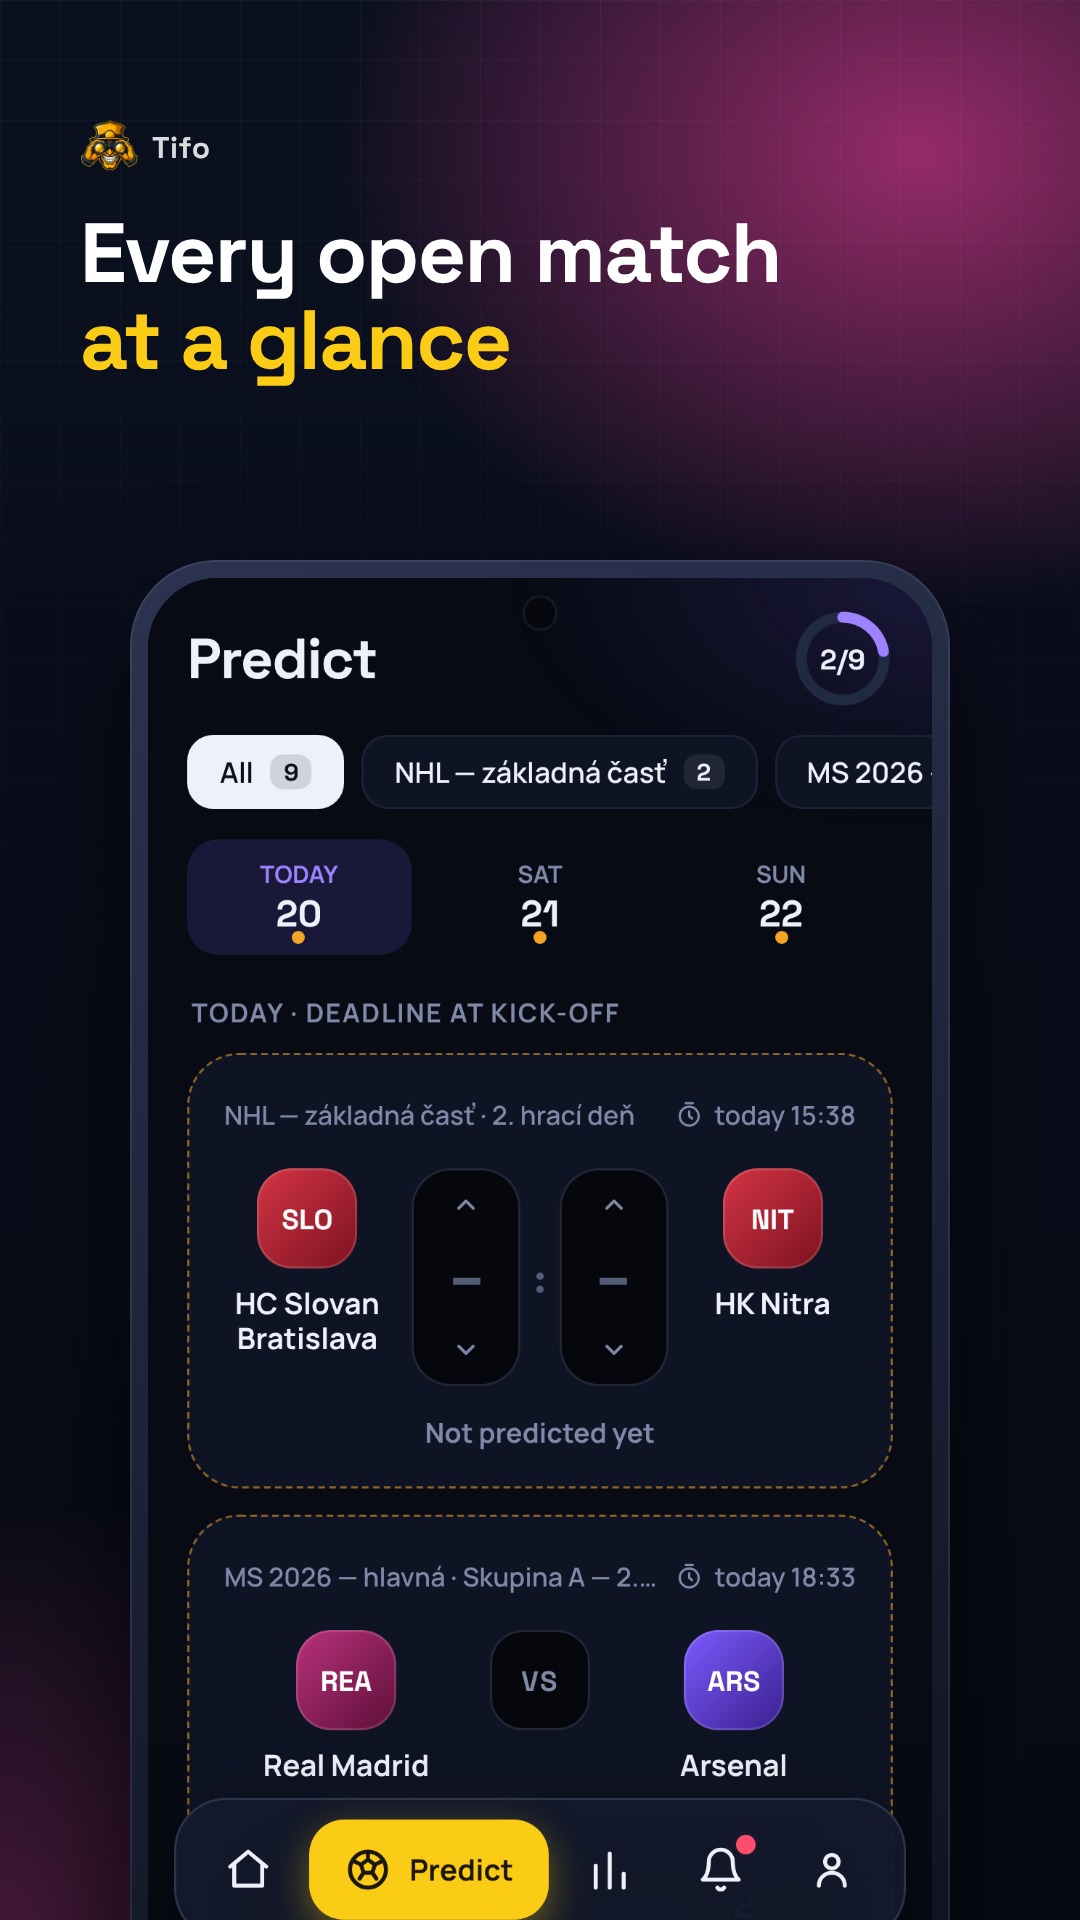 Tifo
Every open match
at a glance
Predict
2/9
All 9
NHL — základná časť 2
MS 2026
TODAY
20
SAT
21
SUN
22
TODAY · DEADLINE AT KICK-OFF
NHL — základná časť · 2. hrací deň
today 15:38
SLO
–
:
–
NIT
HC Slovan
Bratislava
HK Nitra
Not predicted yet
MS 2026 — hlavná · Skupina A — 2.…
today 18:33
REA
VS
ARS
Real Madrid
Arsenal
Predict